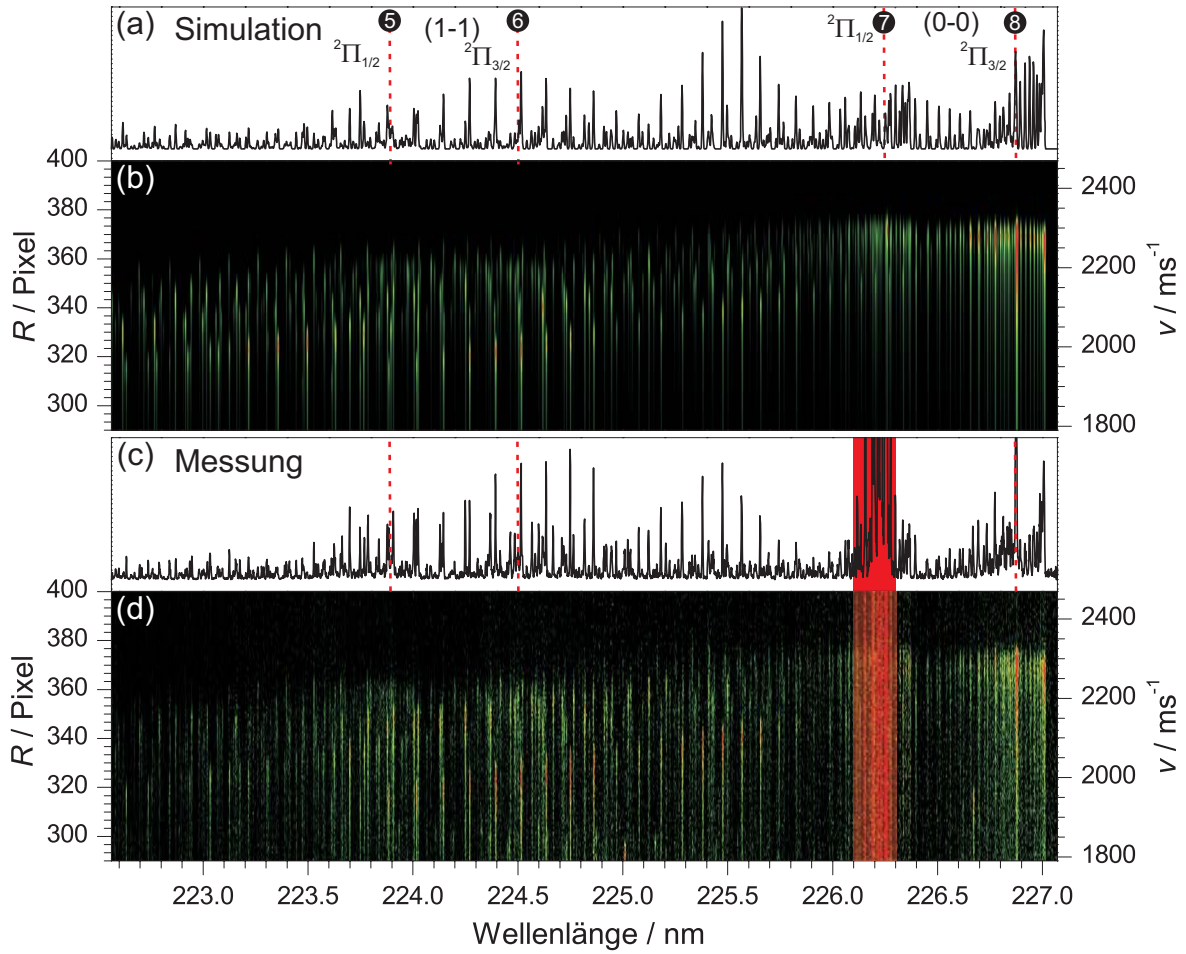 (a) Simulation 5 (1-1) 6 7 (0-0) 8
²Π1/2 ²Π3/2 ²Π1/2 ²Π3/2
400
380
360
340
320
300
R / Pixel
(b)
2400
2200
2000
1800
v / ms⁻¹
(c) Messung
400
380
360
340
320
300
R / Pixel
(d)
2400
2200
2000
1800
v / ms⁻¹
223.0 223.5 224.0 224.5 225.0 225.5 226.0 226.5 227.0
Wellenlänge / nm